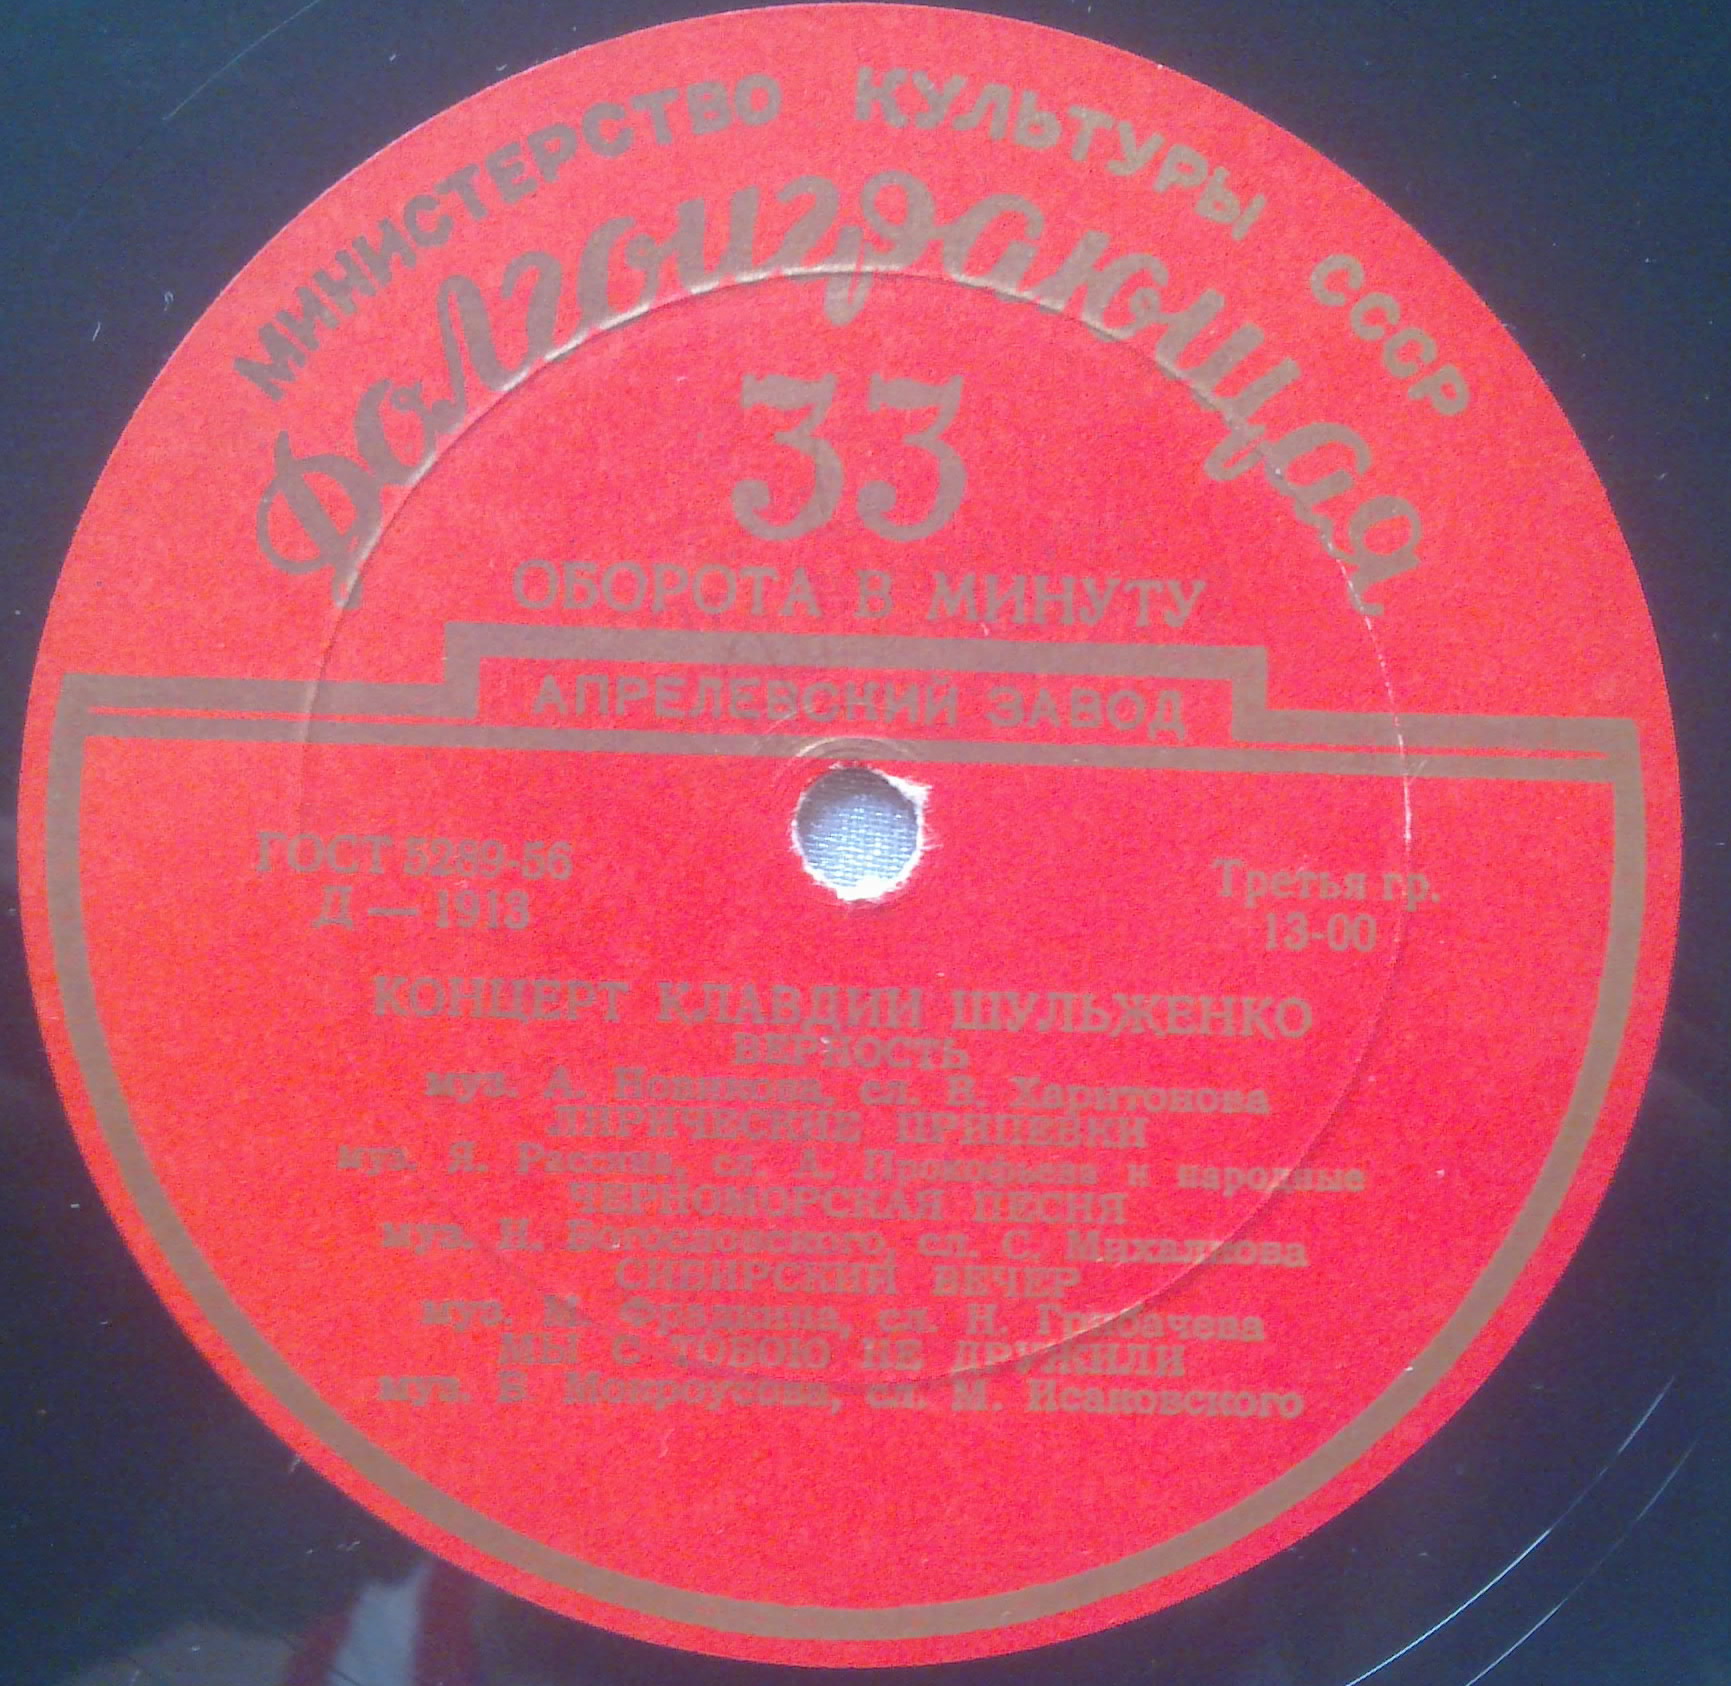 МИНИСТЕРСТВО КУЛЬТУРЫ СССР
Долгоиграющая
33
ОБОРОТА В МИНУТУ
АПРЕЛЕВСКИЙ ЗАВОД
ГОСТ 5289-56
Д — 1913
Третья гр.
13-00
КОНЦЕРТ КЛАВДИИ ШУЛЬЖЕНКО
ВЕРНОСТЬ
муз. А. Новикова, сл. В. Харитонова
ЛИРИЧЕСКИЕ ПРИПЕВКИ
муз. Я. Рассина, сл. А. Прокофьева и народные
ЧЕРНОМОРСКАЯ ПЕСНЯ
муз. Н. Богословского, сл. С. Михалкова
СИБИРСКИЙ ВЕЧЕР
муз. М. Фрадкина, сл. Н. Грибачева
МЫ С ТОБОЮ НЕ ДРУЖИЛИ
муз. Б. Мокроусова, сл. М. Исаковского